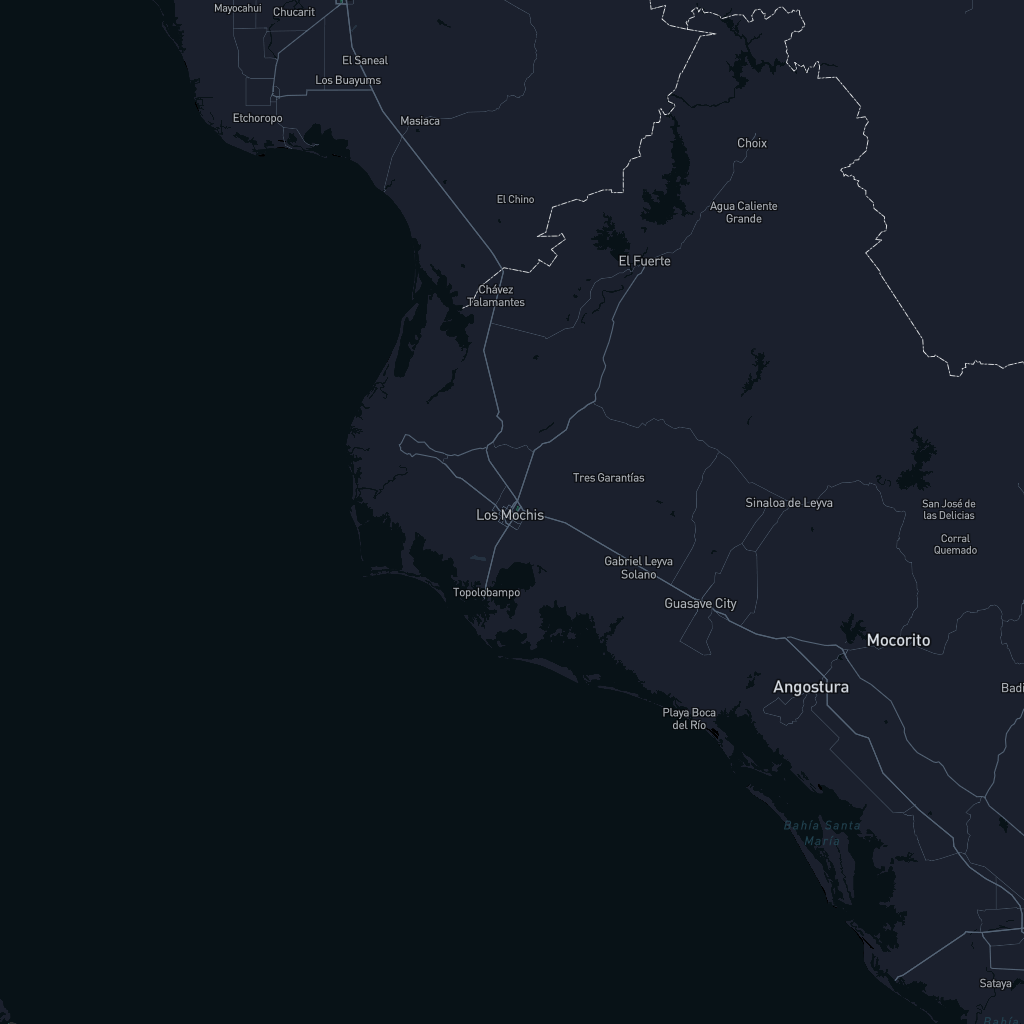 Mayocahui
Chucarit
El Saneal
Los Buayums
Etchoropo
Masiaca
Choix
El Chino
Agua Caliente
Grande
El Fuerte
Chávez
Talamantes
Tres Garantías
Sinaloa de Leyva
San José de
las Delicias
Los Mochis
Corral
Quemado
Gabriel Leyva
Solano
Topolobampo
Guasave City
Mocorito
Angostura
Badi
Playa Boca
del Río
Bahía Santa
María
Sataya
Bahía